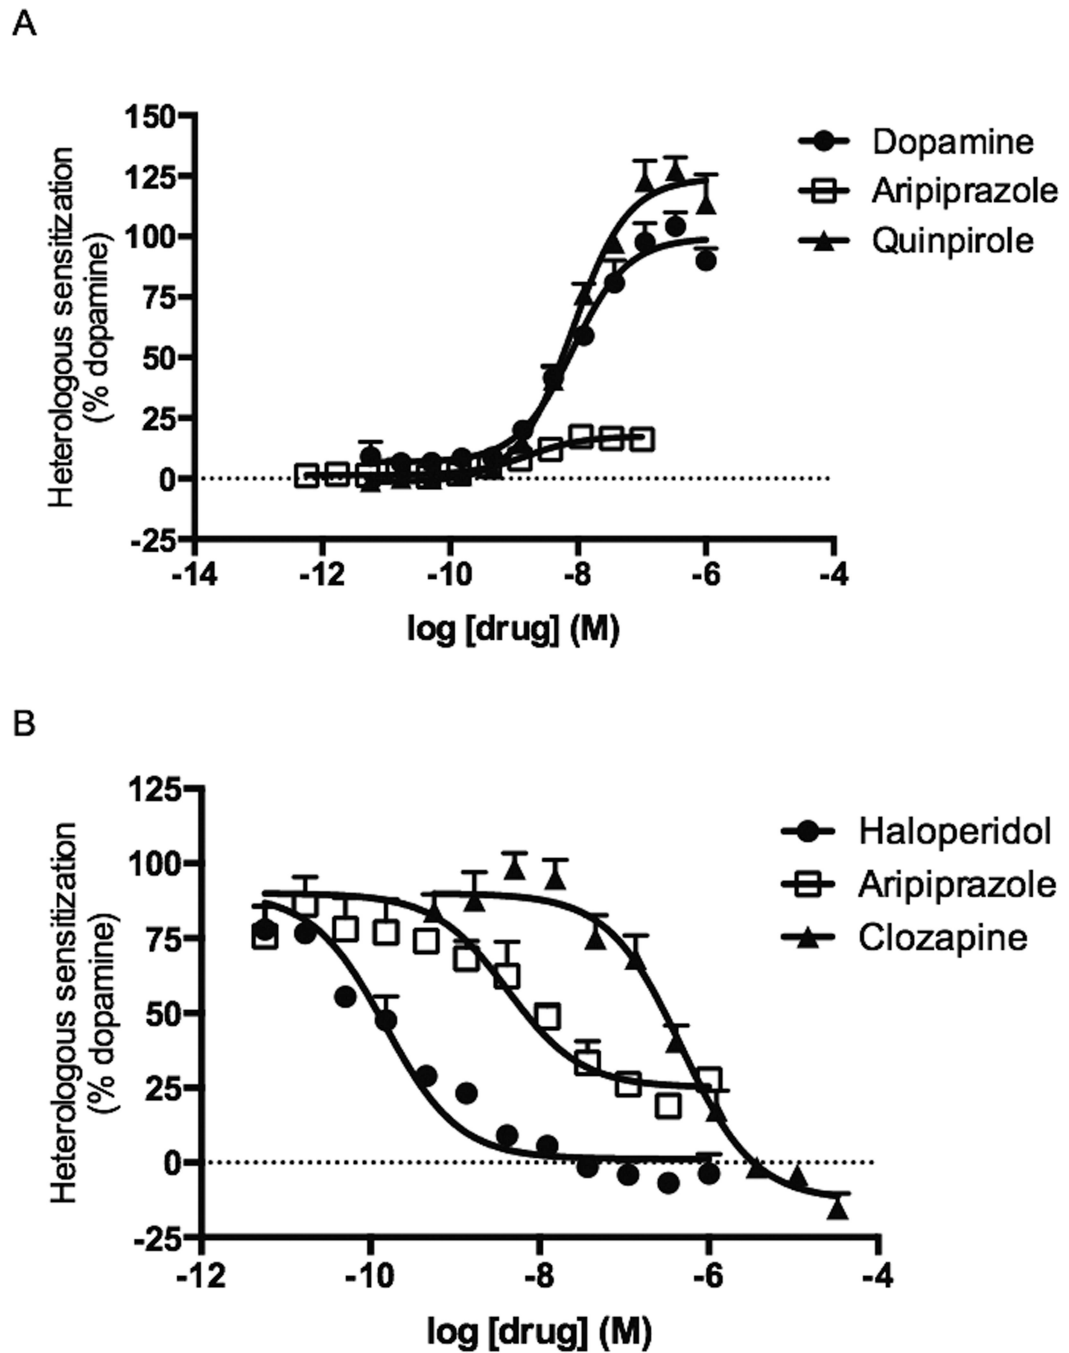 A
150
125
100
75
50
25
0
-25
Heterologous sensitization
(% dopamine)
-14 -12 -10 -8 -6 -4
log [drug] (M)
Dopamine
Aripiprazole
Quinpirole
B
125
100
75
50
25
0
-25
Heterologous sensitization
(% dopamine)
-12 -10 -8 -6 -4
log [drug] (M)
Haloperidol
Aripiprazole
Clozapine